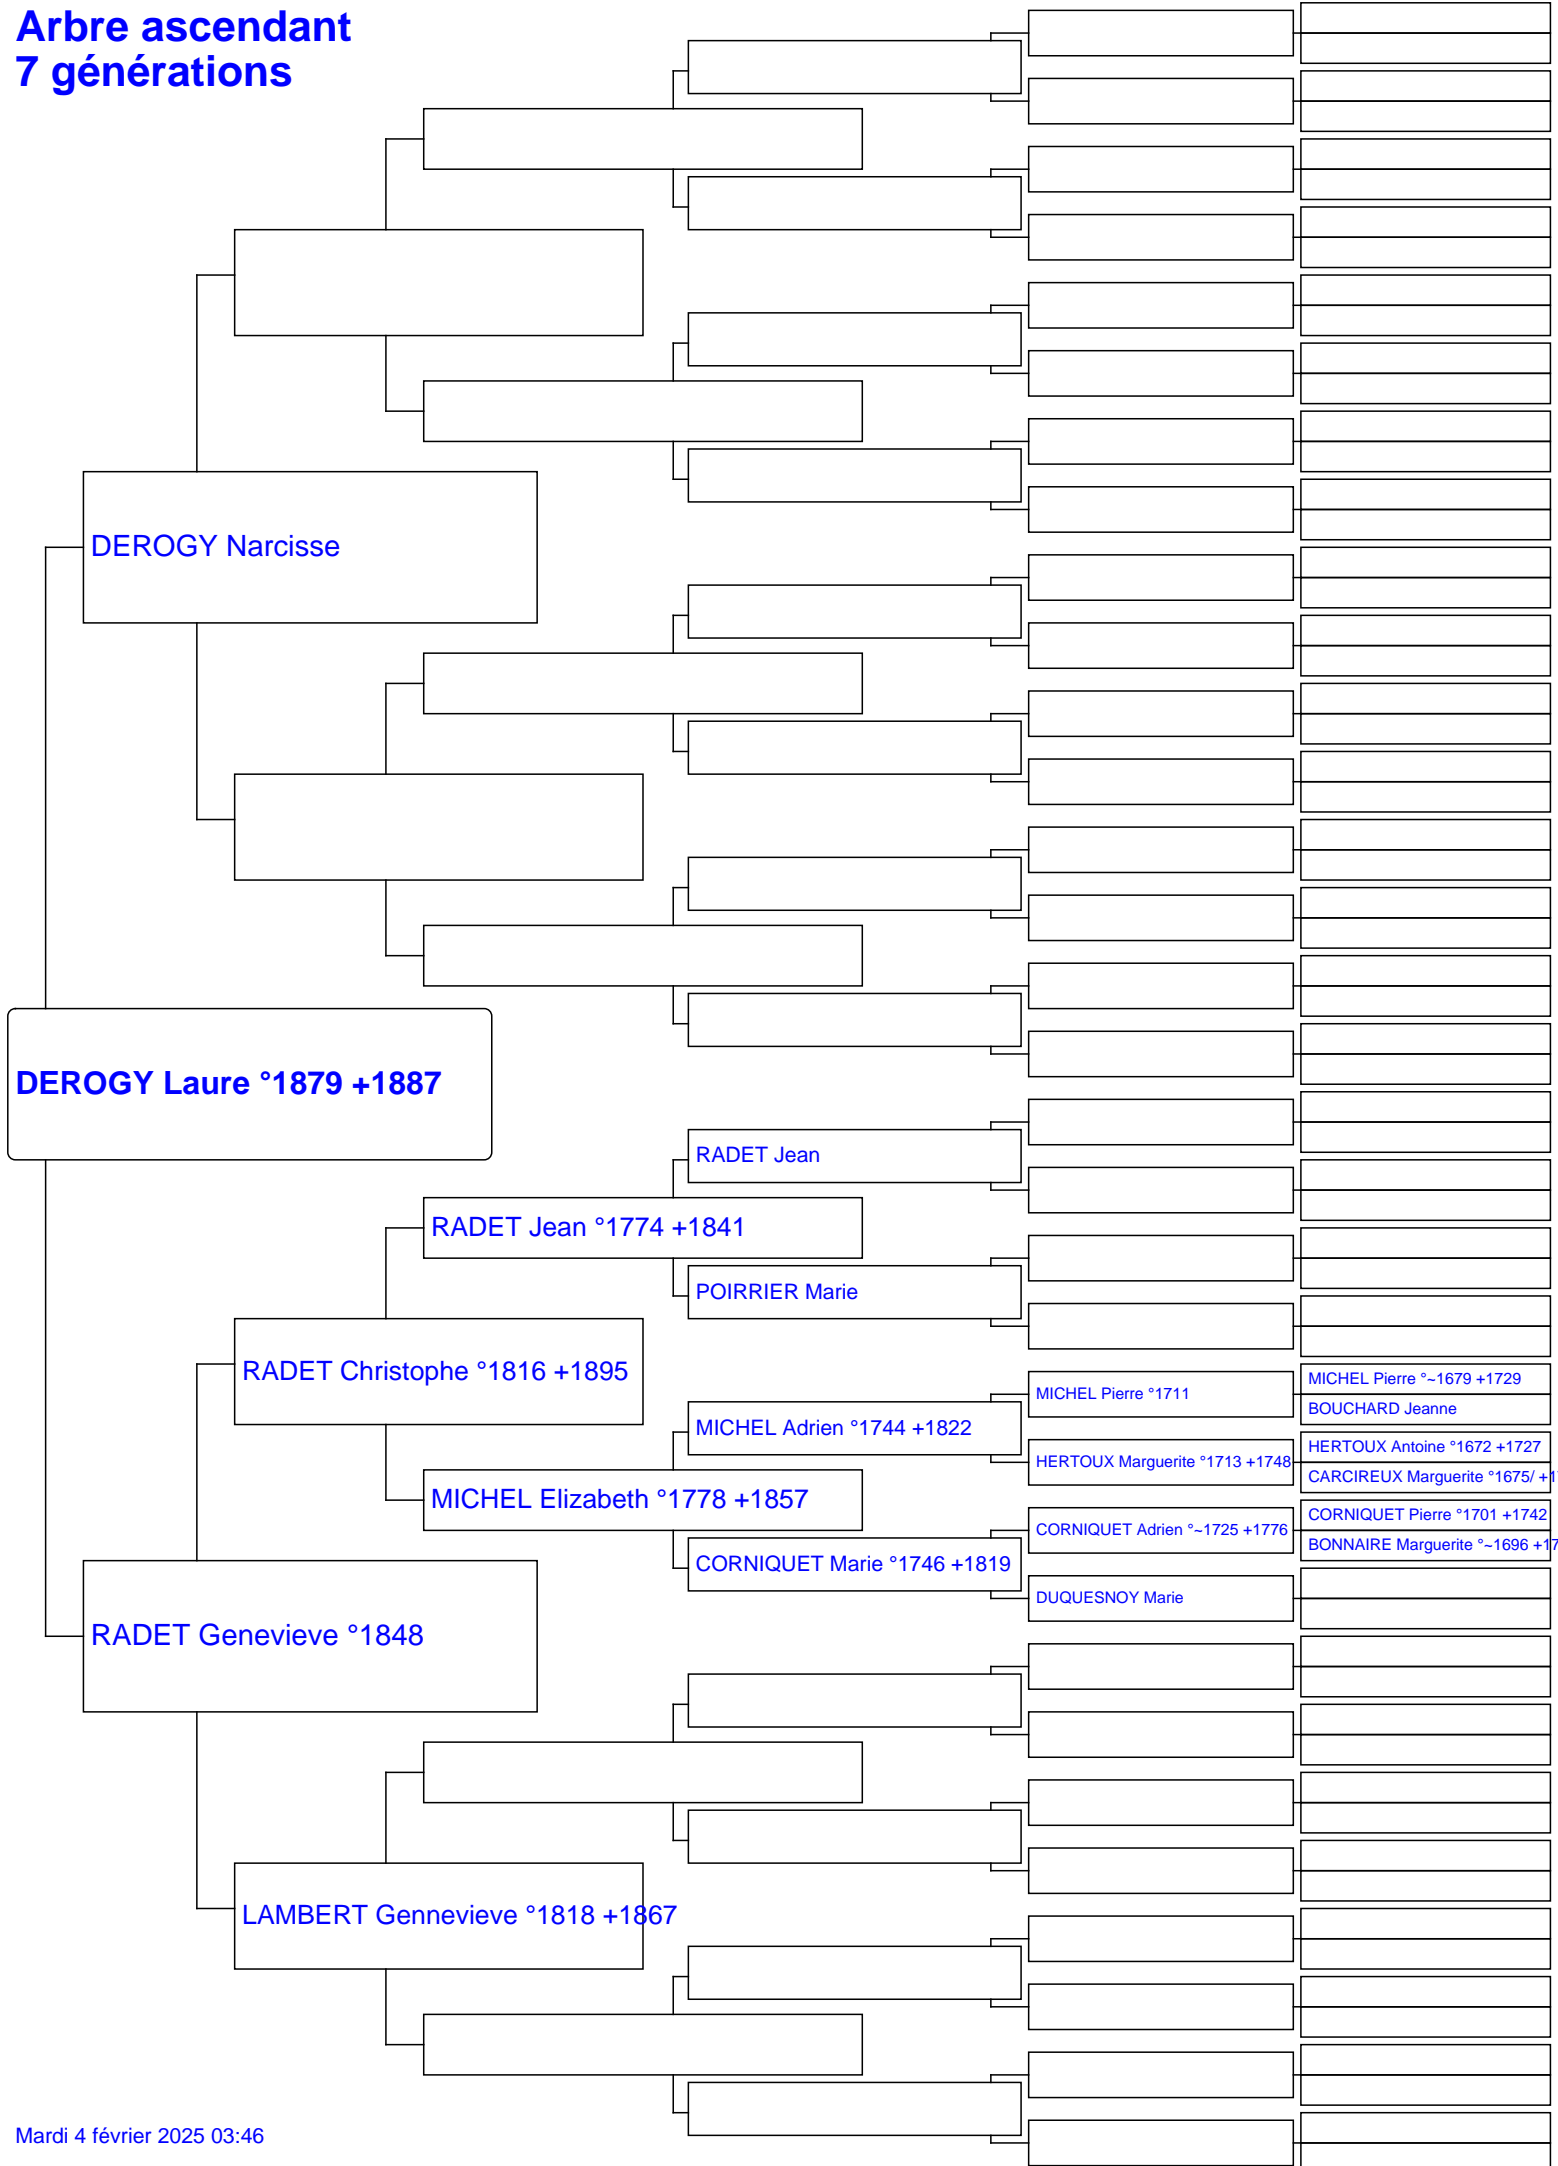 Arbre ascendant
7 générations
DEROGY Narcisse
DEROGY Laure °1879 +1887
RADET Jean
RADET Jean °1774 +1841
POIRRIER Marie
RADET Christophe °1816 +1895
MICHEL Pierre °~1679 +1729
MICHEL Pierre °1711
BOUCHARD Jeanne
MICHEL Adrien °1744 +1822
HERTOUX Antoine °1672 +1727
HERTOUX Marguerite °1713 +1748
CARCIREUX Marguerite °1675/
MICHEL Elizabeth °1778 +1857
CORNIQUET Pierre °1701 +1742
CORNIQUET Adrien °~1725 +1776
BONNAIRE Marguerite °~1696
CORNIQUET Marie °1746 +1819
DUQUESNOY Marie
RADET Genevieve °1848
LAMBERT Gennevieve °1818 +1867
Mardi 4 février 2025 03:46